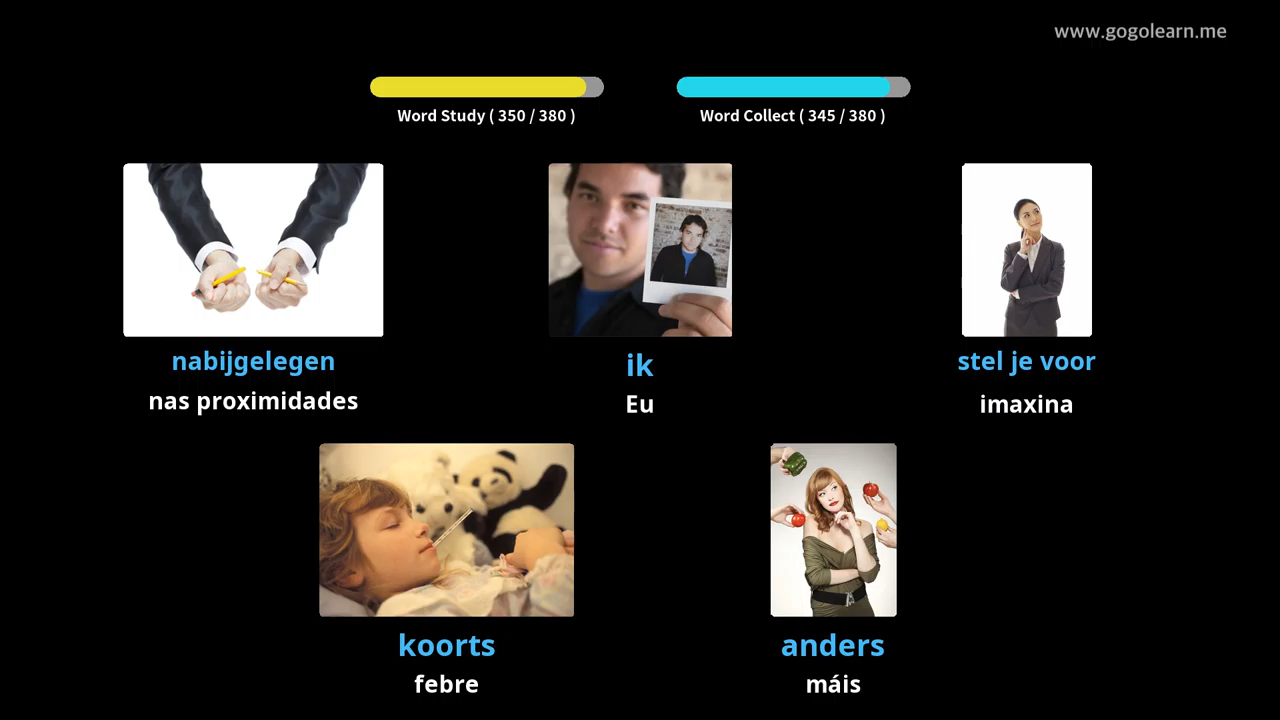 www.gogolearn.me
Word Study ( 350 / 380 )
Word Collect ( 345 / 380 )
nabijgelegen
nas proximidades
ik
Eu
stel je voor
imaxina
koorts
febre
anders
máis